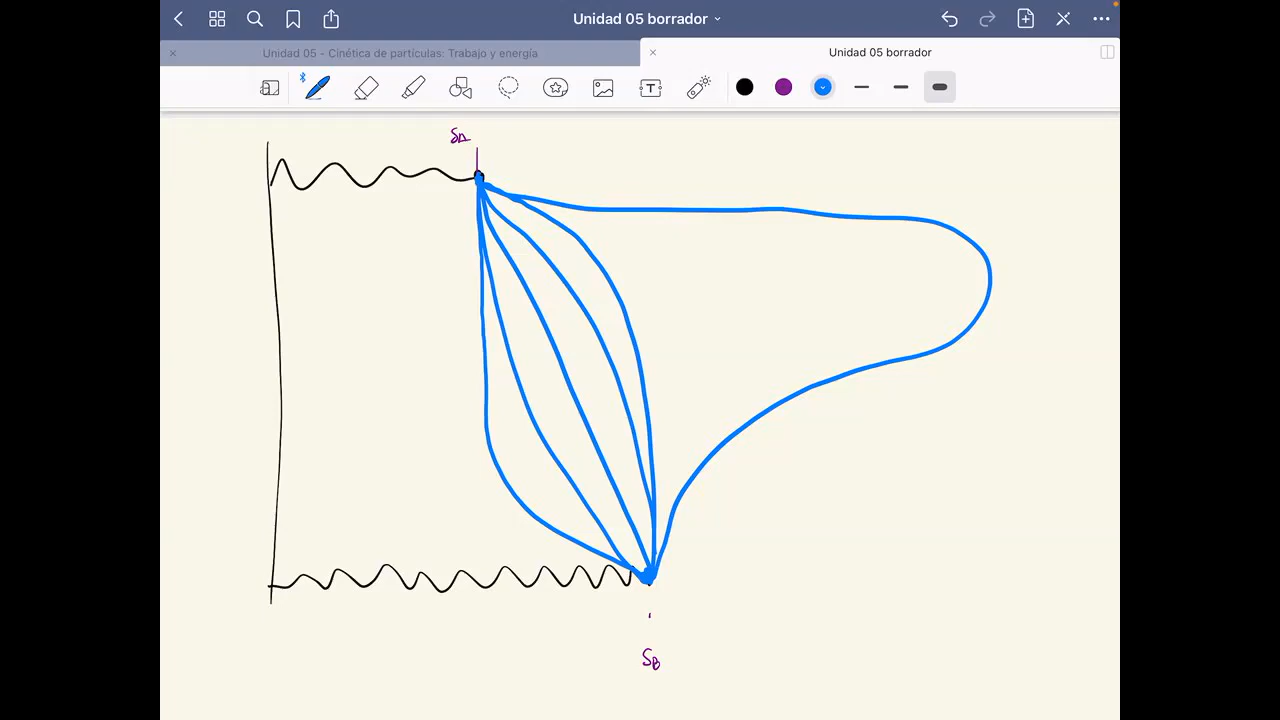 Unidad 05 borrador
Unidad 05 - Cinética de partículas: Trabajo y energía
Unidad 05 borrador
T
SA
SB